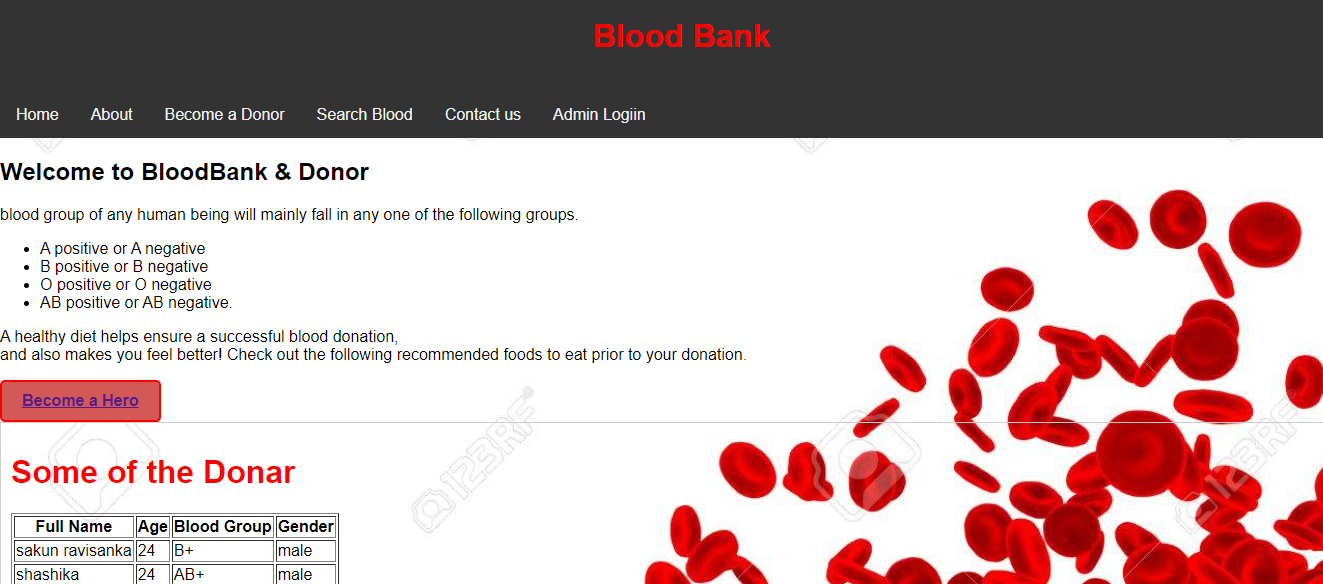 Blood Bank
Home About Become a Donor Search Blood Contact us Admin Logiin
Welcome to BloodBank & Donor
blood group of any human being will mainly fall in any one of the following groups.
• A positive or A negative
• B positive or B negative
• O positive or O negative
• AB positive or AB negative.
A healthy diet helps ensure a successful blood donation,
and also makes you feel better! Check out the following recommended foods to eat prior to your donation.
Become a Hero
Some of the Donar
Full Name Age Blood Group Gender
sakun ravisanka 24 B+ male
shashika 24 AB+ male
123RF
123RF